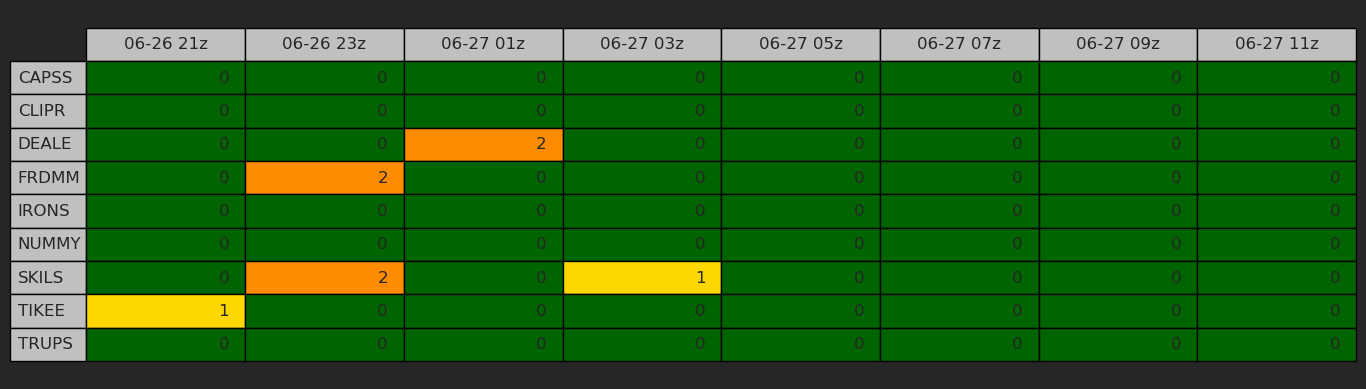 06-26 21z 06-26 23z 06-27 01z 06-27 03z 06-27 05z 06-27 07z 06-27 09z 06-27 11z
CAPSS 0 0 0 0 0 0 0 0
CLIPR 0 0 0 0 0 0 0 0
DEALE 0 0 2 0 0 0 0 0
FRDMM 0 2 0 0 0 0 0 0
IRONS 0 0 0 0 0 0 0 0
NUMMY 0 0 0 0 0 0 0 0
SKILS 0 2 0 1 0 0 0 0
TIKEE 1 0 0 0 0 0 0 0
TRUPS 0 0 0 0 0 0 0 0